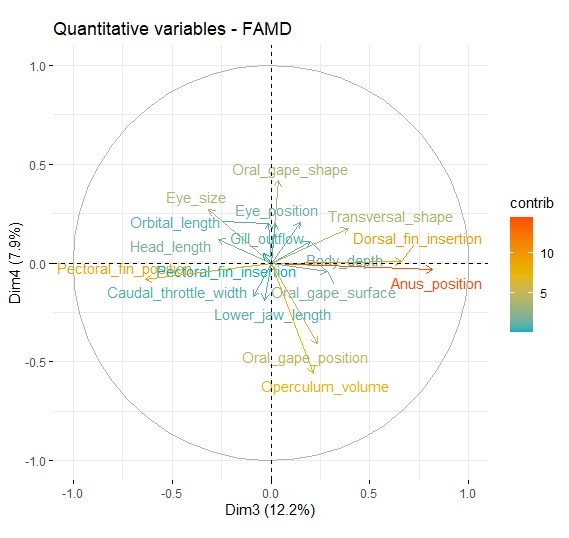 Quantitative variables - FAMD
1.0
Oral_gape_shape
0.5
contrib
Eye_size
Eye_position
Orbital_length
Transversal_shape
Gill_outflow
Dorsal_fin_insertion
Head_length
10
Body_depth
0.0
Pectoral_fin_position
Pectoral_fin_insertion
Anus_position
5
Caudal_throttle_width
Oral_gape_surface
Lower_jaw_length
Oral_gape_position
-0.5
Operculum_volume
-1.0
-1.0 -0.5 0.0 0.5 1.0
Dim3 (12.2%)
Dim4 (7.9%)